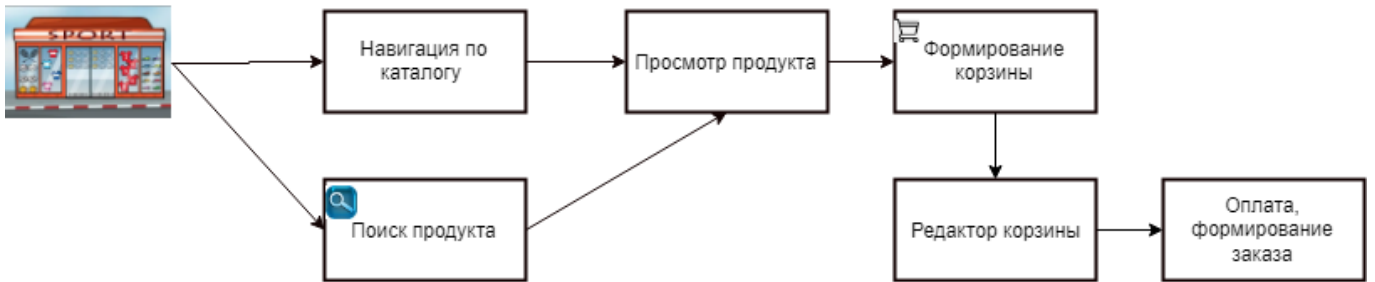 SPORT
Навигация по
каталогу
Просмотр продукта
Формирование
корзины
Поиск продукта
Редактор корзины
Оплата,
формирование
заказа